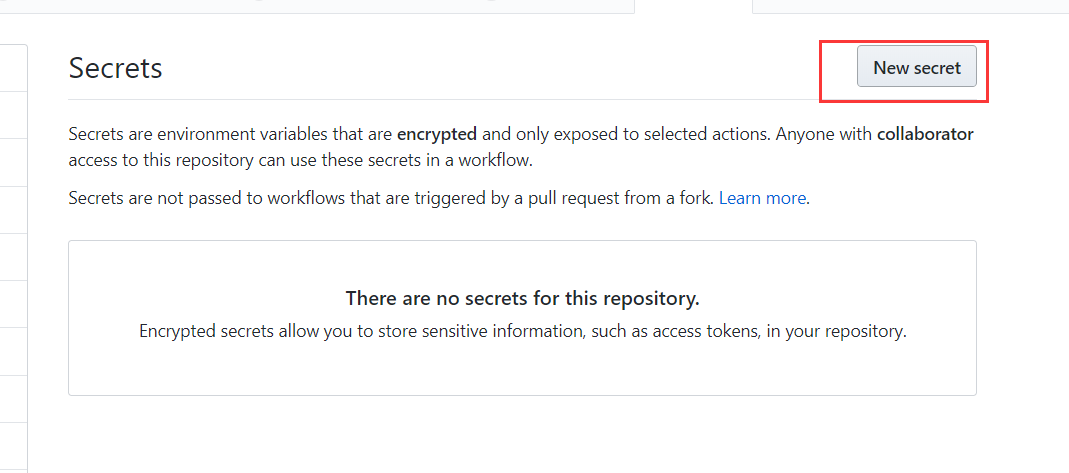 Secrets
New secret
Secrets are environment variables that are encrypted and only exposed to selected actions. Anyone with collaborator
access to this repository can use these secrets in a workflow.
Secrets are not passed to workflows that are triggered by a pull request from a fork. Learn more.
There are no secrets for this repository.
Encrypted secrets allow you to store sensitive information, such as access tokens, in your repository.